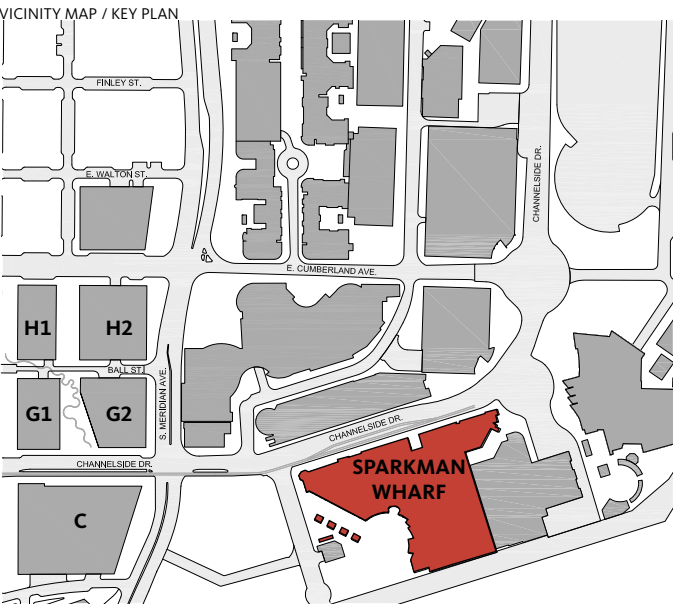 VICINITY MAP / KEY PLAN
FINLEY ST.
E. WALTON ST.
CHANNELSIDE DR.
E. CUMBERLAND AVE.
H1
H2
BALL ST.
S. MERIDIAN AVE.
G1
G2
CHANNELSIDE DR.
CHANNELSIDE DR.
SPARKMAN
WHARF
C